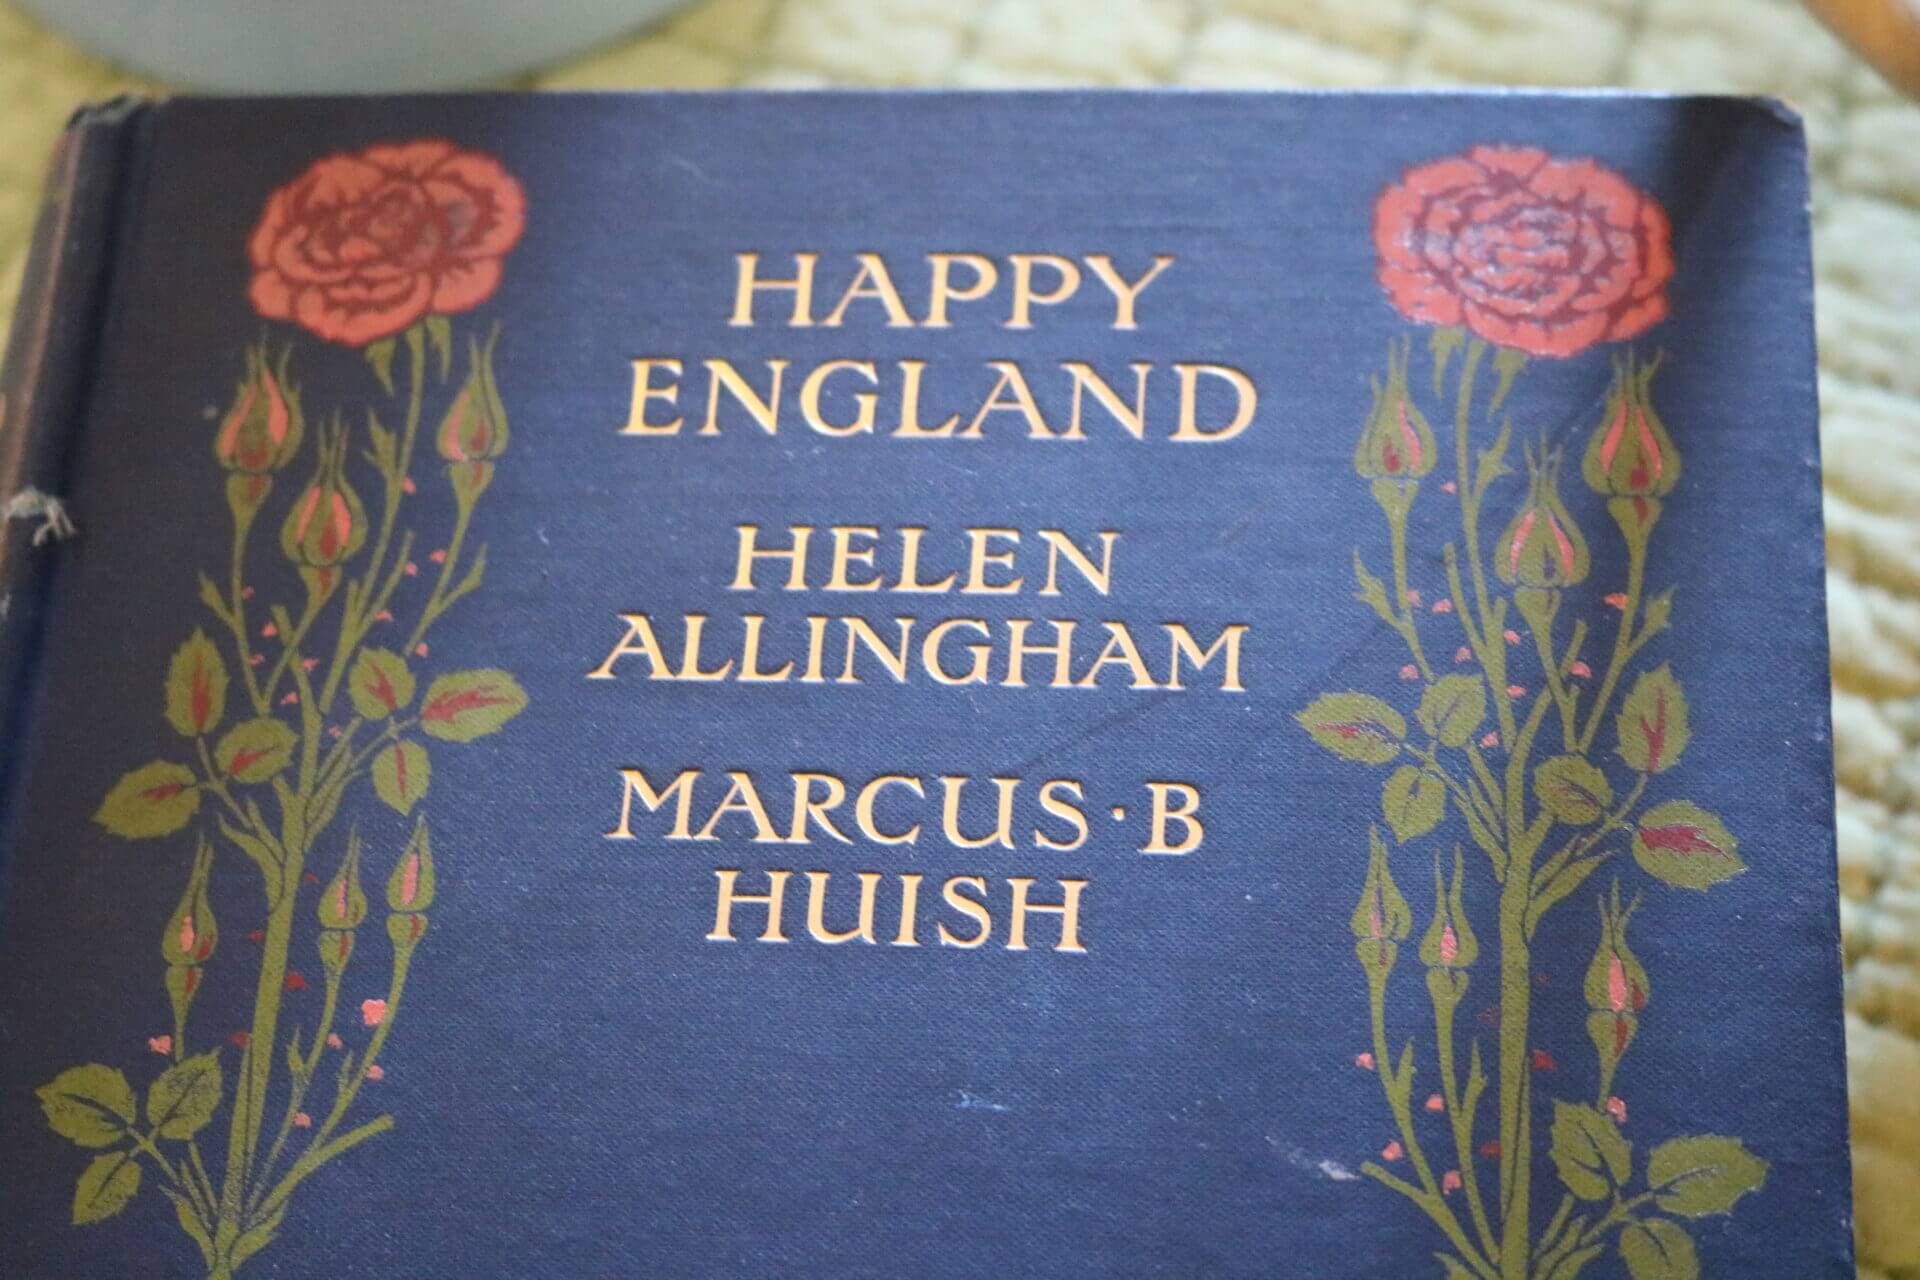 HAPPY
ENGLAND
HELEN
ALLINGHAM
MARCUS·B
HUISH